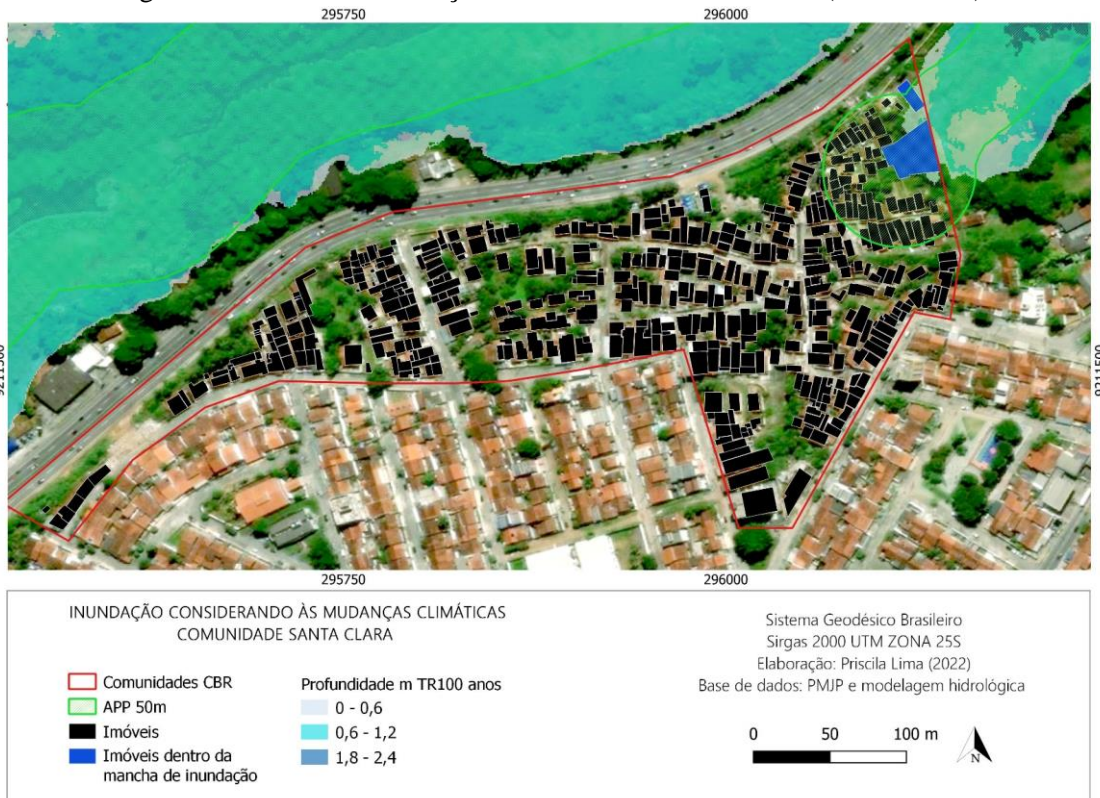 295750 296000
9211500 9211500
295750 296000
INUNDAÇÃO CONSIDERANDO ÀS MUDANÇAS CLIMÁTICAS
COMUNIDADE SANTA CLARA
Comunidades CBR
APP 50m
Imóveis
Imóveis dentro da
mancha de inundação
Profundidade m TR100 anos
0 - 0,6
0,6 - 1,2
1,8 - 2,4
Sistema Geodésico Brasileiro
Sirgas 2000 UTM ZONA 25S
Elaboração: Priscila Lima (2022)
Base de dados: PMJP e modelagem hidrológica
0 50 100 m
N